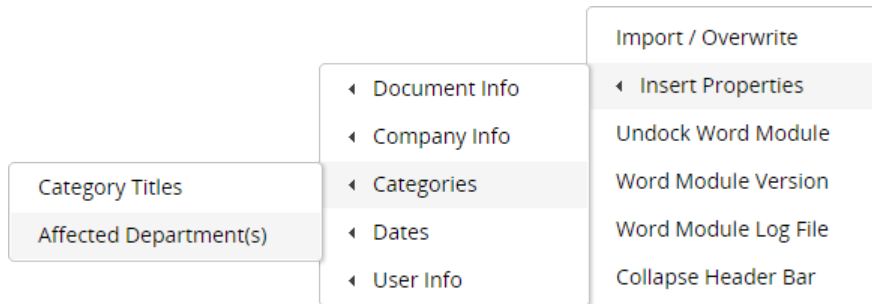 Import / Overwrite
Insert Properties
Undock Word Module
Word Module Version
Word Module Log File
Collapse Header Bar
Document Info
Company Info
Categories
Dates
User Info
Category Titles
Affected Department(s)